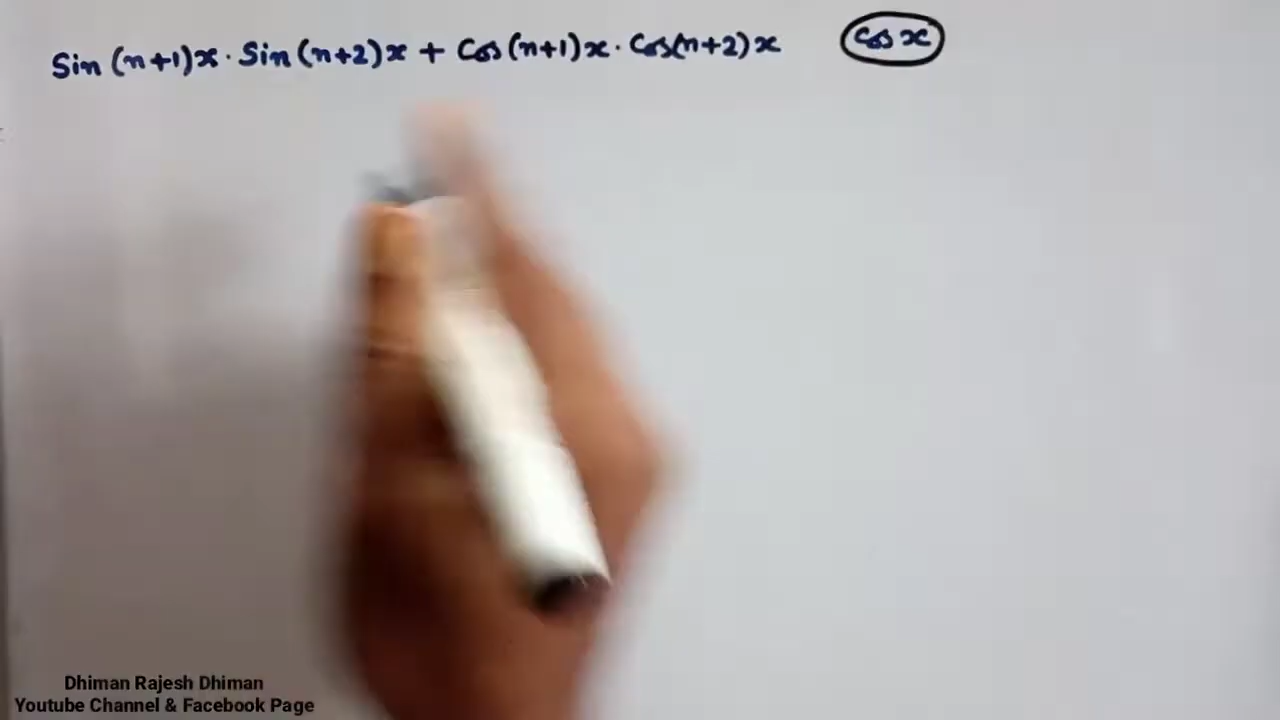 Sin (n+1)x · Sin (n+2)x + Cos (n+1)x · Cos(n+2)x Cos x
Dhiman Rajesh Dhiman
Youtube Channel & Facebook Page